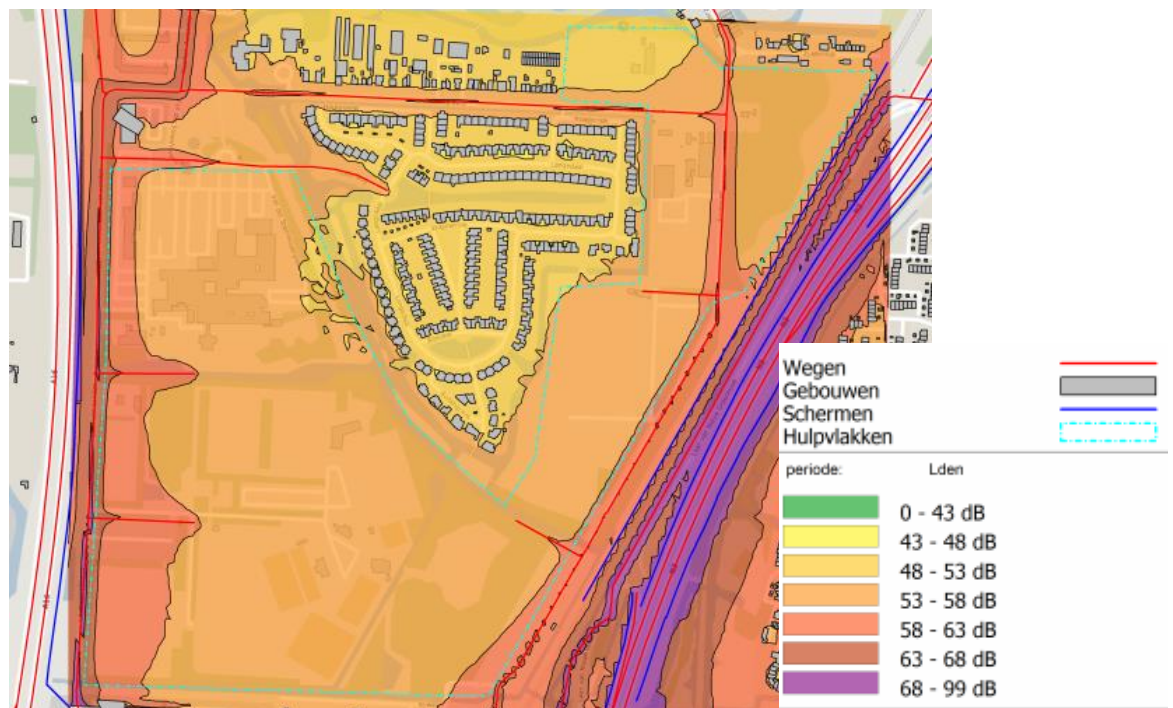 Wegen
Gebouwen
Schermen
Hulpvlakken
periode: Lden
0 - 43 dB
43 - 48 dB
48 - 53 dB
53 - 58 dB
58 - 63 dB
63 - 68 dB
68 - 99 dB